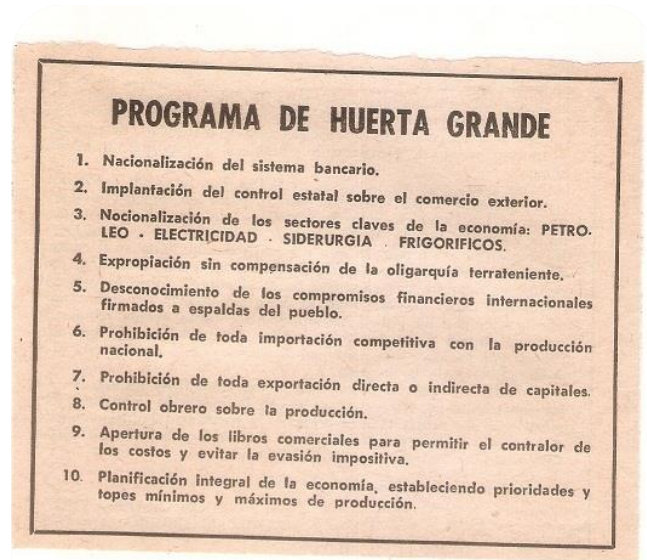 PROGRAMA DE HUERTA GRANDE
1. Nacionalización del sistema bancario.
2. Implantación del control estatal sobre el comercio exterior.
3. Nocionalización de los sectores claves de la economía: PETRO-
LEO - ELECTRICIDAD - SIDERURGIA - FRIGORIFICOS.
4. Expropiación sin compensación de la oligarquía terrateniente.
5. Desconocimiento de los compromisos financieros internacionales
firmados a espaldas del pueblo.
6. Prohibición de toda importación competitiva con la producción
nacional.
7. Prohibición de toda exportación directa o indirecta de capitales.
8. Control obrero sobre la producción.
9. Apertura de los libros comerciales para permitir el contralor de
los costos y evitar la evasión impositiva.
10. Planificación integral de la economía, estableciendo prioridades y
topes mínimos y máximos de producción.